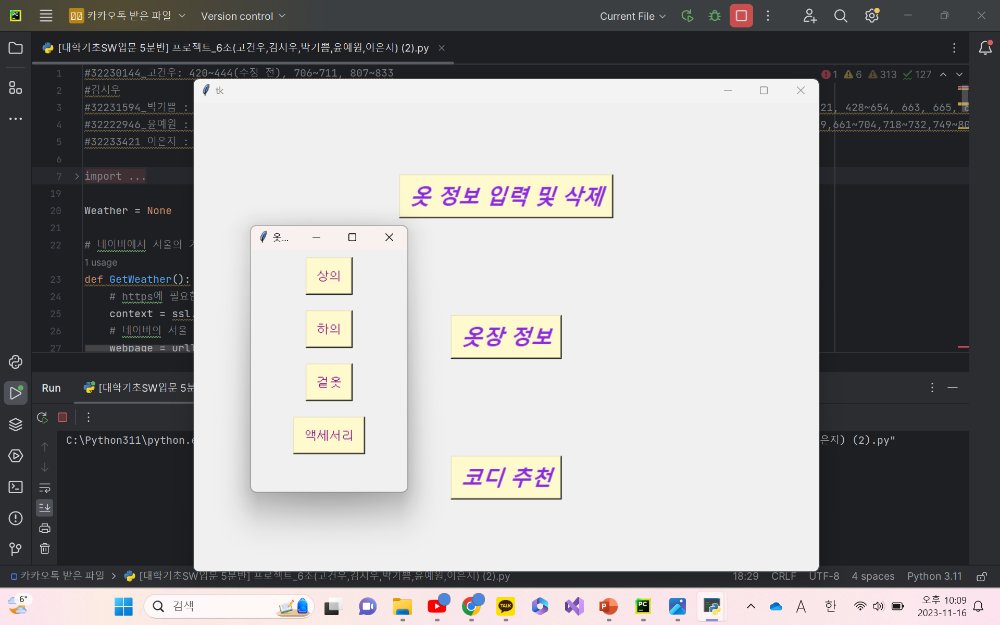 카카오톡 받은 파일
Version control
Current File
[대학기초SW입문 5분반] 프로젝트_6조(고건우,김시우,박기쁨,윤예원,이은지) (2).py
1 #32230144_고건우: 420~444(수정 전), 706~711, 807~833
1 6 313 127
2 #김시우
3 #32231594_박기쁨 : 21, 428~654, 663, 665,
4 #32222946_윤예원 : 9,661~704,718~732,749~80
5 #32233421 이은지 :
6
7 import ...
19
20 Weather = None
21
22 # 네이버에서 서울의
1 usage
23 def GetWeather():
24 # https에
25 context = ssl.
26 # 네이버의 서울
27 webpage = urll
tk
옷 정보 입력 및 삭제
옷장 정보
코디 추천
옷...
상의
하의
겉옷
액세서리
Run
[대학기초SW입문 5분
C:\Python311\python.e
은지) (2).py"
카카오톡 받은 파일 > [대학기초SW입문 5분반] 프로젝트_6조(고건우,김시우,박기쁨,윤예원,이은지) (2).py
18:29 CRLF UTF-8 4 spaces Python 3.11
6°
검색
TALK
A
한
오후 10:09
2023-11-16